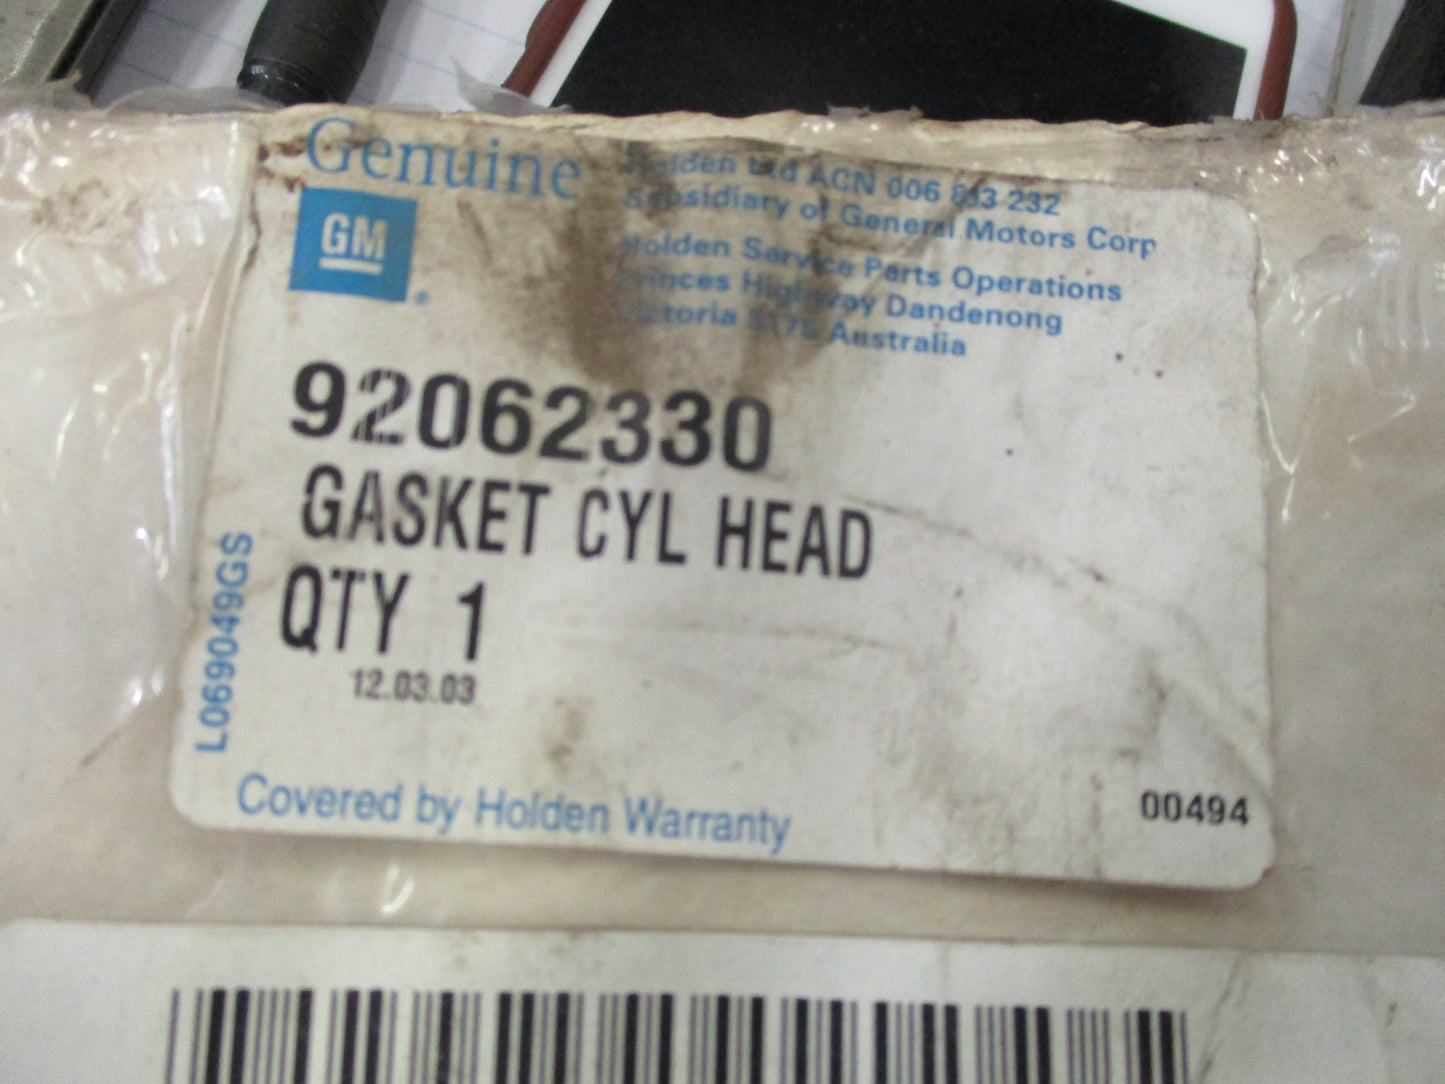 Genuine
GM
®
Holden Ltd ACN 006 893 232
Subsidiary of General Motors Corp
Holden Service Parts Operations
Princes Highway Dandenong
Victoria 3175 Australia
92062330
GASKET CYL HEAD
QTY 1
12.03.03
L069049GS
Covered by Holden Warranty
00494